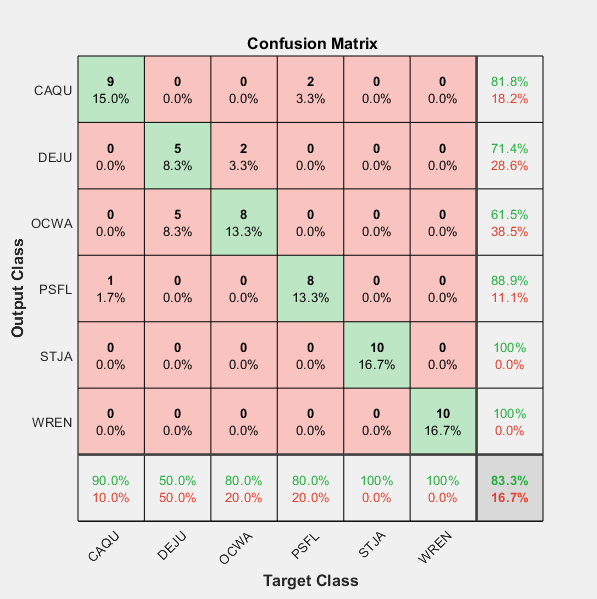 Confusion Matrix
CAQU 9 0 0 2 0 0 81.8%
15.0% 0.0% 0.0% 3.3% 0.0% 0.0% 18.2%
DEJU 0 5 2 0 0 0 71.4%
0.0% 8.3% 3.3% 0.0% 0.0% 0.0% 28.6%
OCWA 0 5 8 0 0 0 61.5%
0.0% 8.3% 13.3% 0.0% 0.0% 0.0% 38.5%
PSFL 1 0 0 8 0 0 88.9%
1.7% 0.0% 0.0% 13.3% 0.0% 0.0% 11.1%
STJA 0 0 0 0 10 0 100%
0.0% 0.0% 0.0% 0.0% 16.7% 0.0% 0.0%
WREN 0 0 0 0 0 10 100%
0.0% 0.0% 0.0% 0.0% 0.0% 16.7% 0.0%
90.0% 50.0% 80.0% 80.0% 100% 100% 83.3%
10.0% 50.0% 20.0% 20.0% 0.0% 0.0% 16.7%
CAQU DEJU OCWA PSFL STJA WREN
Target Class
Output Class